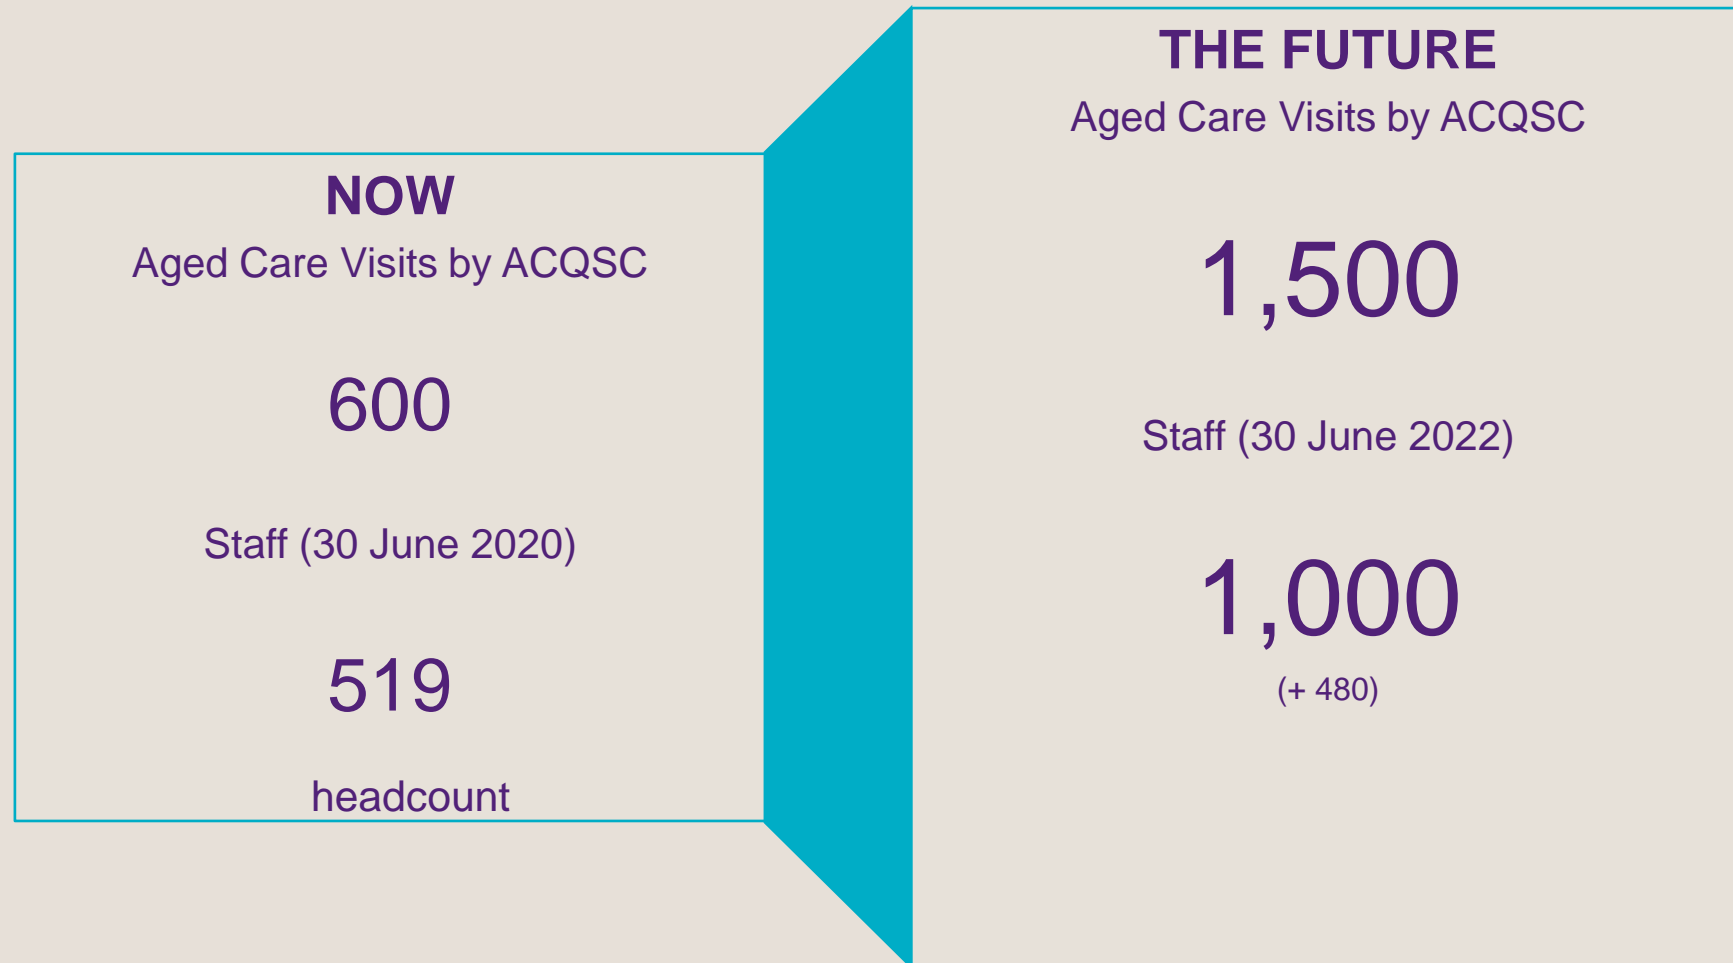 NOW
Aged Care Visits by ACQSC
600
Staff (30 June 2020)
519
headcount
THE FUTURE
Aged Care Visits by ACQSC
1,500
Staff (30 June 2022)
1,000
(+ 480)